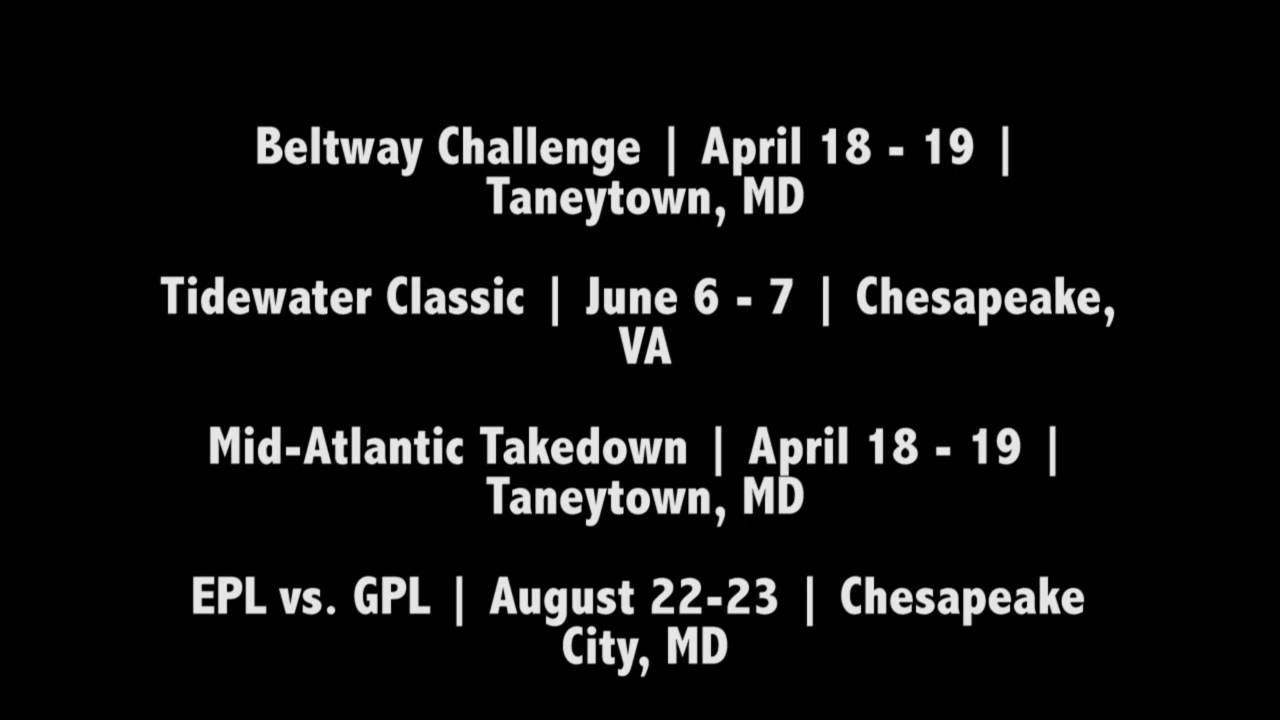 Beltway Challenge | April 18 - 19 |
Taneytown, MD
Tidewater Classic | June 6 - 7 | Chesapeake,
VA
Mid-Atlantic Takedown | April 18 - 19 |
Taneytown, MD
EPL vs. GPL | August 22-23 | Chesapeake
City, MD